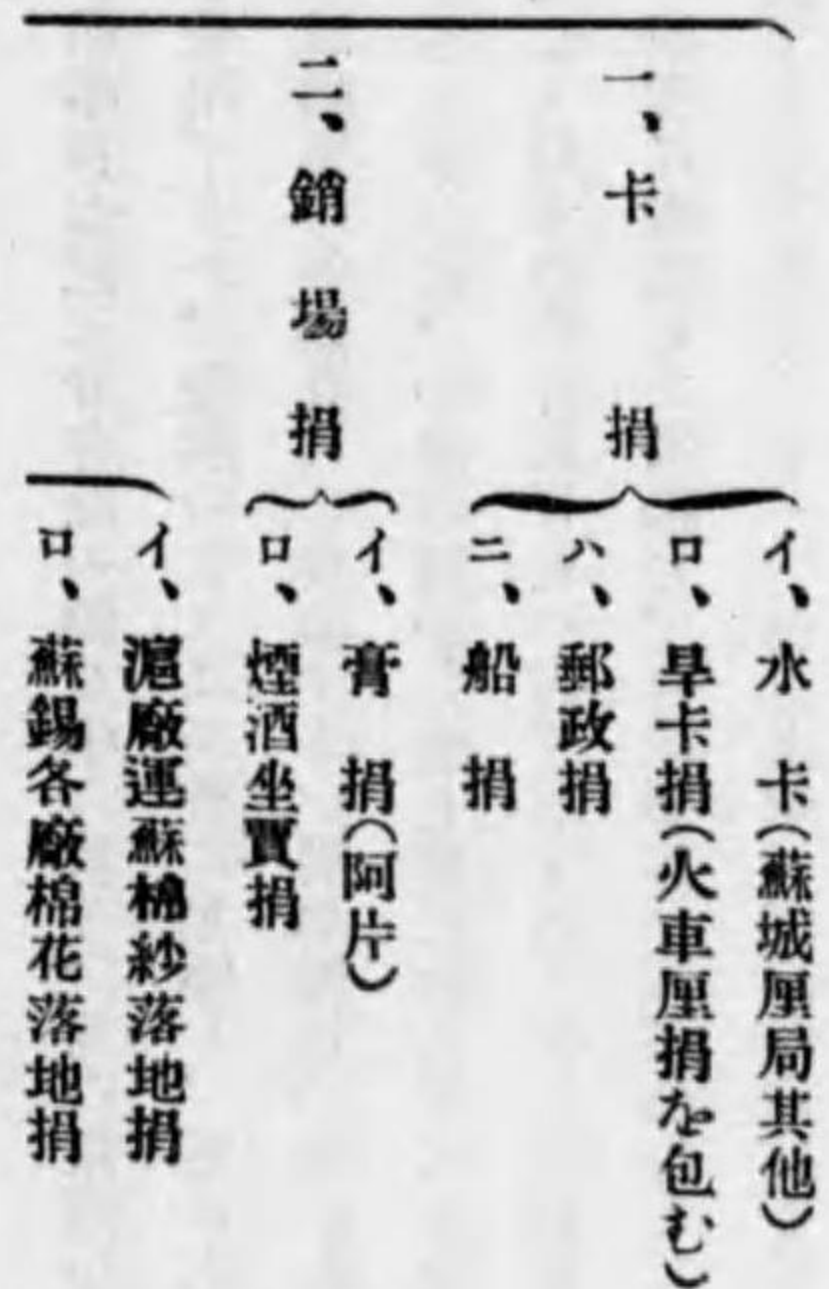 一、卡捐
イ、水卡(蘇城厘局其他)
ロ、旱卡捐(火車厘捐を包む)
ハ、郵政捐
ニ、船捐
二、銷場捐
イ、膏捐(阿片)
ロ、煙酒坐賈捐
イ、滬廠運蘇棉紗落地捐
ロ、蘇錫各廠棉花落地捐